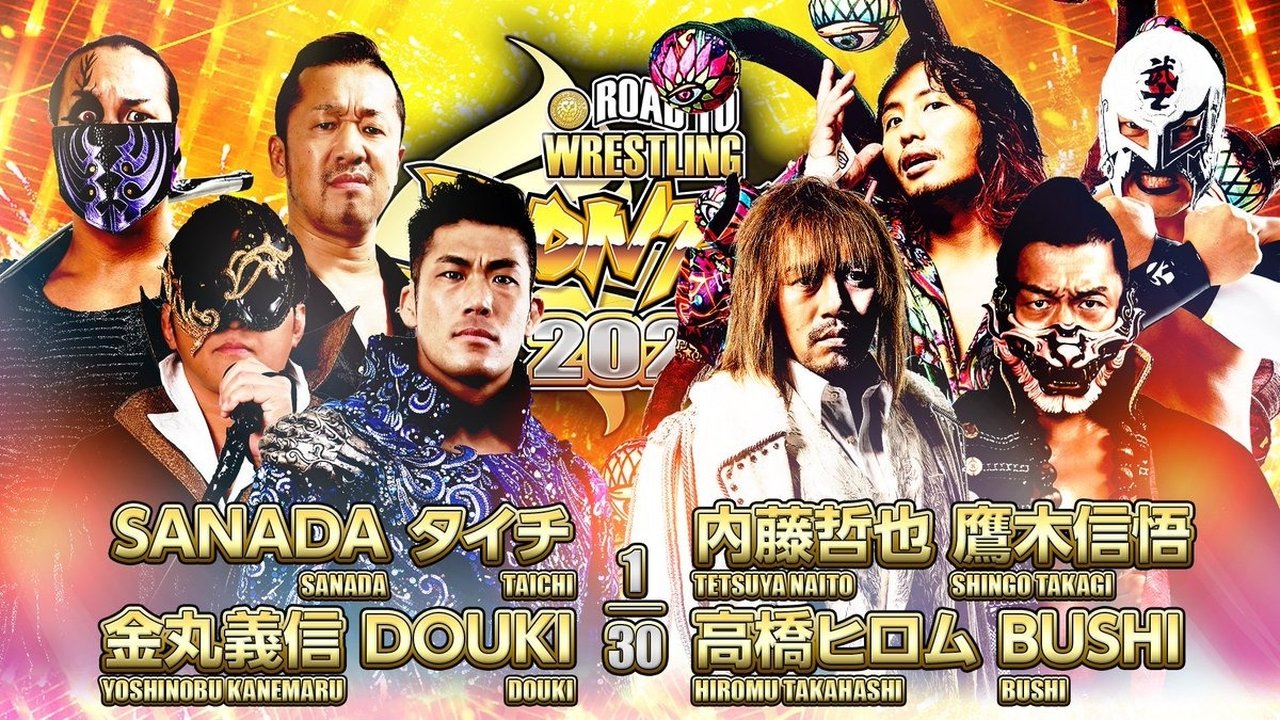 ROAD TO
WRESTLING
202
武士
SANADA タイチ
SANADA TAICHI
金丸義信 DOUKI
YOSHINOBU KANEMARU DOUKI
1
30
内藤哲也 鷹木信悟
TETSUYA NAITO SHINGO TAKAGI
高橋ヒロム BUSHI
HIROMU TAKAHASHI BUSHI